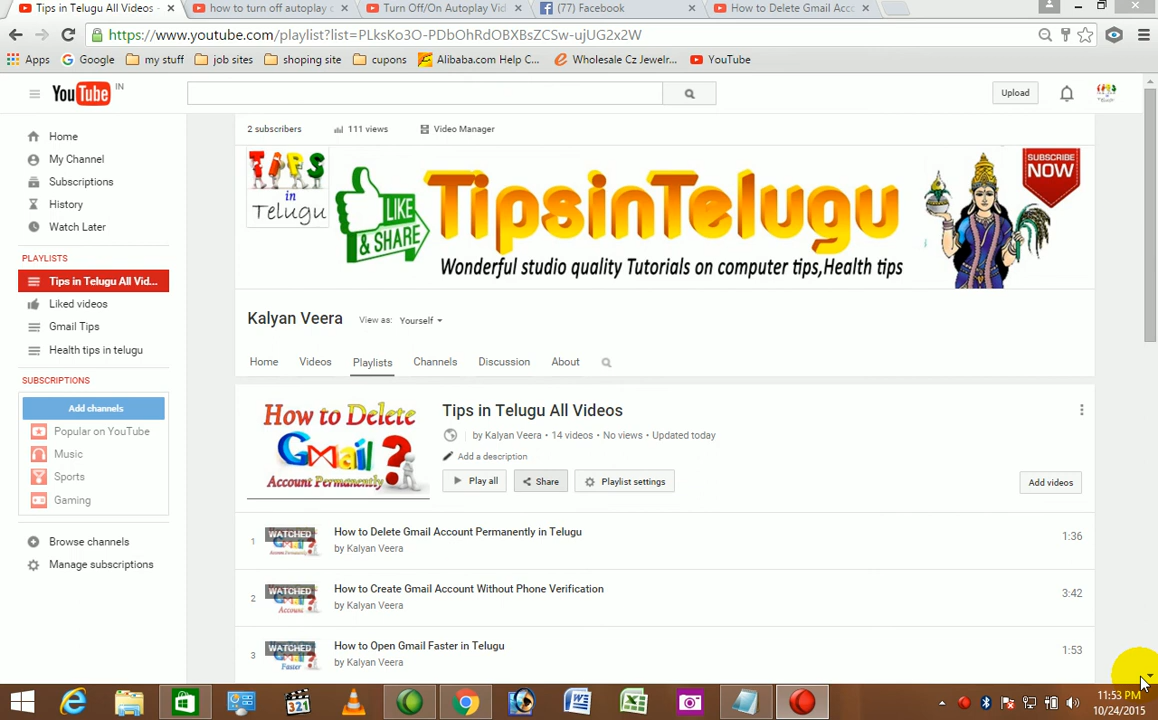 Tips in Telugu All Videos -
how to turn off autoplay c
Turn Off/On Autoplay Vid
(77) Facebook
How to Delete Gmail Acc
https://www.youtube.com/playlist?list=PLksKo3O-PDbOhRdOBXBsZCSw-ujUG2x2W
Apps
Google
my stuff
job sites
shoping site
cupons
Alibaba.com Help C...
Wholesale Cz Jewelr...
YouTube
YouTube IN
Upload
Home
My Channel
Subscriptions
History
Watch Later
PLAYLISTS
Tips in Telugu All Vid...
Liked videos
Gmail Tips
Health tips in telugu
SUBSCRIPTIONS
Add channels
Popular on YouTube
Music
Sports
Gaming
Browse channels
Manage subscriptions
2 subscribers
111 views
Video Manager
TIPS
in
Telugu
LIKE
& SHARE
TipsinTelugu
Wonderful studio quality Tutorials on computer tips,Health tips
SUBSCRIBE
NOW
Kalyan Veera
View as: Yourself
Home
Videos
Playlists
Channels
Discussion
About
How to Delete
Gmail ?
Account Permanently
Tips in Telugu All Videos
by Kalyan Veera • 14 videos • No views • Updated today
Add a description
Play all
Share
Playlist settings
Add videos
1
WATCHED
How to Delete Gmail Account Permanently in Telugu
1:36
by Kalyan Veera
2
WATCHED
How to Create Gmail Account Without Phone Verification
3:42
by Kalyan Veera
3
WATCHED
How to Open Gmail Faster in Telugu
1:53
by Kalyan Veera
321
11:53 PM
10/24/2015